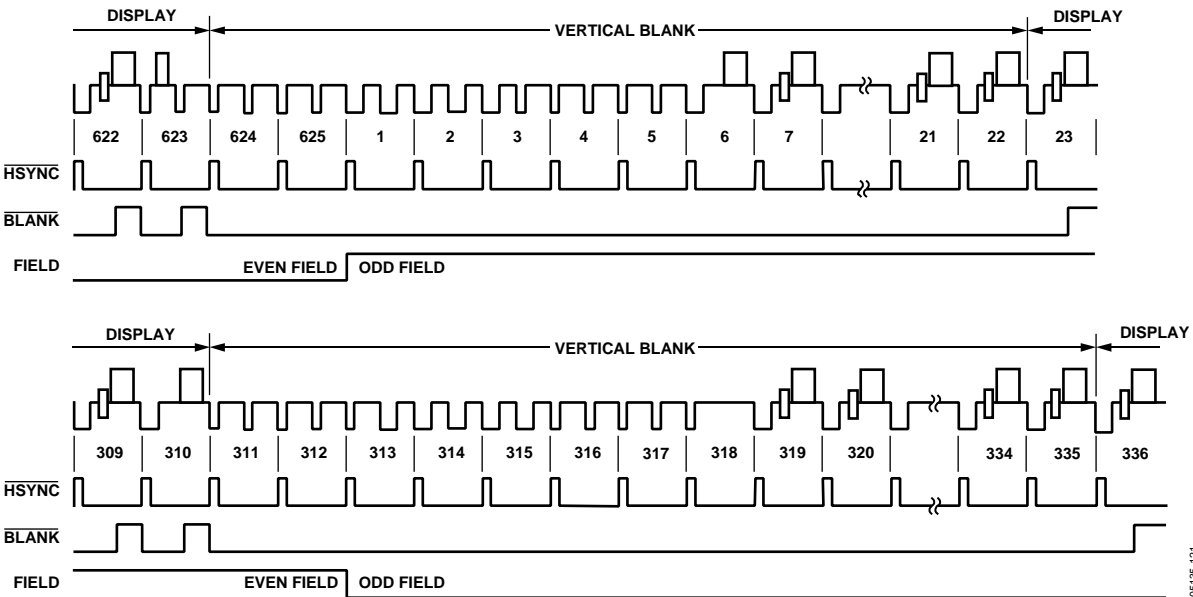 DISPLAY VERTICAL BLANK DISPLAY
622 623 624 625 1 2 3 4 5 6 7 21 22 23
HSYNC
BLANK
FIELD EVEN FIELD ODD FIELD
DISPLAY VERTICAL BLANK DISPLAY
309 310 311 312 313 314 315 316 317 318 319 320 334 335 336
HSYNC
BLANK
FIELD EVEN FIELD ODD FIELD